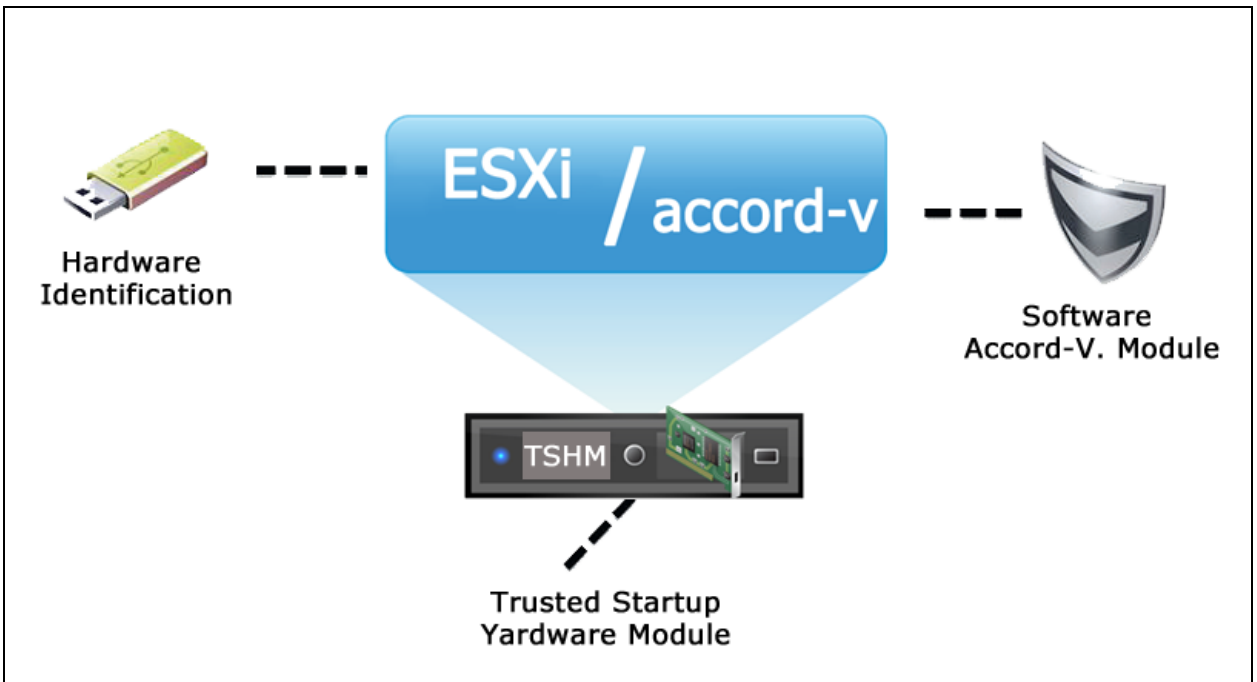 ESXi / accord-v
Hardware
Identification
Software
Accord-V. Module
TSHM
Trusted Startup
Yardware Module